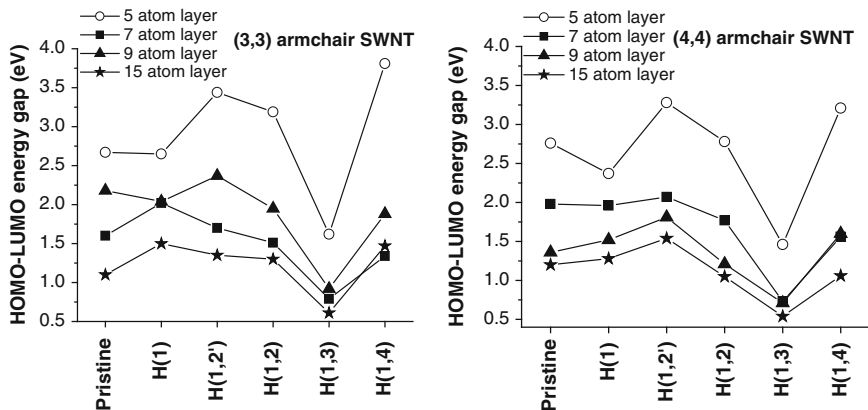 5 atom layer
7 atom layer
9 atom layer
15 atom layer
(3,3) armchair SWNT
HOMO-LUMO energy gap (eV)
4.0
3.5
3.0
2.5
2.0
1.5
1.0
0.5
Pristine
H(1)
H(1,2')
H(1,2)
H(1,3)
H(1,4)
5 atom layer
7 atom layer
9 atom layer
15 atom layer
(4,4) armchair SWNT
HOMO-LUMO energy gap (eV)
4.0
3.5
3.0
2.5
2.0
1.5
1.0
0.5
Pristine
H(1)
H(1,2')
H(1,2)
H(1,3)
H(1,4)